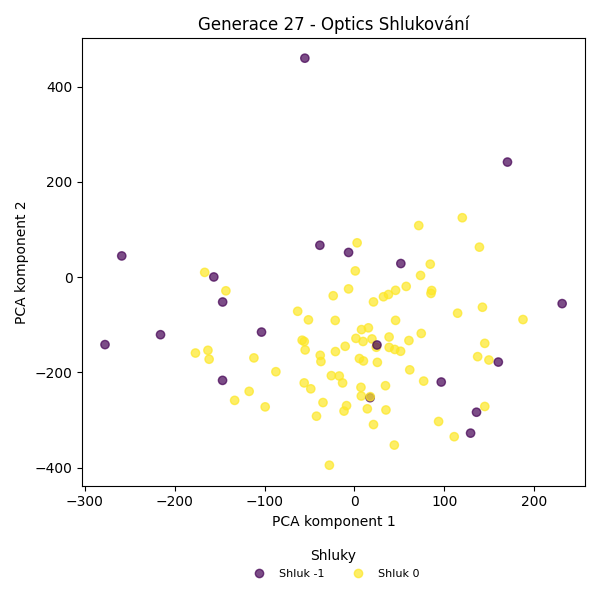 Generace 27 - Optics Shlukování
400
200
0
−200
−400
PCA komponent 2
−300
−200
−100
0
100
200
PCA komponent 1
Shluky
Shluk -1
Shluk 0